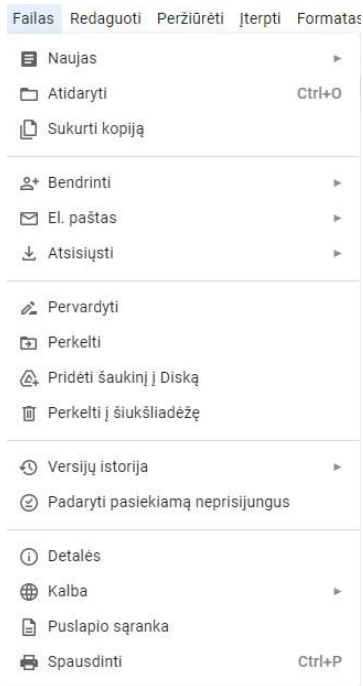 Failas Redaguoti Peržiūrėti Įterpti Formatas
Naujas
Atidaryti Ctrl+O
Sukurti kopiją
Bendrinti
El. paštas
Atsisiųsti
Pervardyti
Perkelti
Pridėti šaukinį į Diską
Perkelti į šiukšliadėžę
Versijų istorija
Padaryti pasiekiamą neprisijungus
Detalės
Kalba
Puslapio sąranka
Spausdinti Ctrl+P